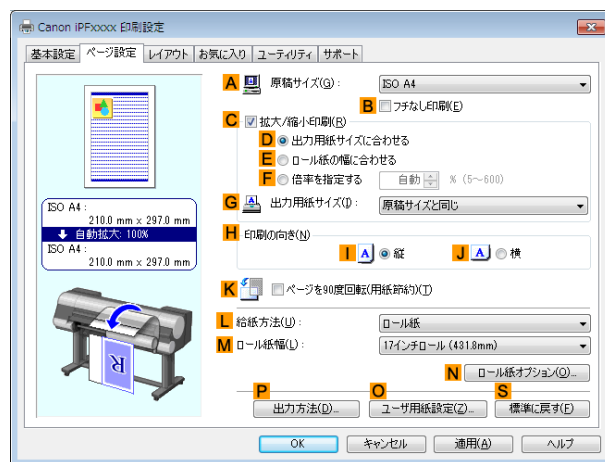 Canon iPFxxxx 印刷設定
基本設定 ページ設定 レイアウト お気に入り ユーティリティ サポート
A 原稿サイズ(G): ISO A4
B フチなし印刷(E)
C 拡大/縮小印刷(R)
D 出力用紙サイズに合わせる
E ロール紙の幅に合わせる
F 倍率を指定する 自動 % (5～600)
G A 出力用紙サイズ(I): 原稿サイズと同じ
ISO A4 :
210.0 mm x 297.0 mm
自動拡大: 100%
ISO A4 :
210.0 mm x 297.0 mm
H 印刷の向き(N)
I A 縦 J A 横
K ページを90度回転(用紙節約)(T)
L 給紙方法(U): ロール紙
M ロール紙幅(L): 17インチロール (431.8mm)
R
N ロール紙オプション(O)...
P O S
出力方法(D)... ユーザ用紙設定(Z)... 標準に戻す(F)
OK キャンセル 適用(A) ヘルプ